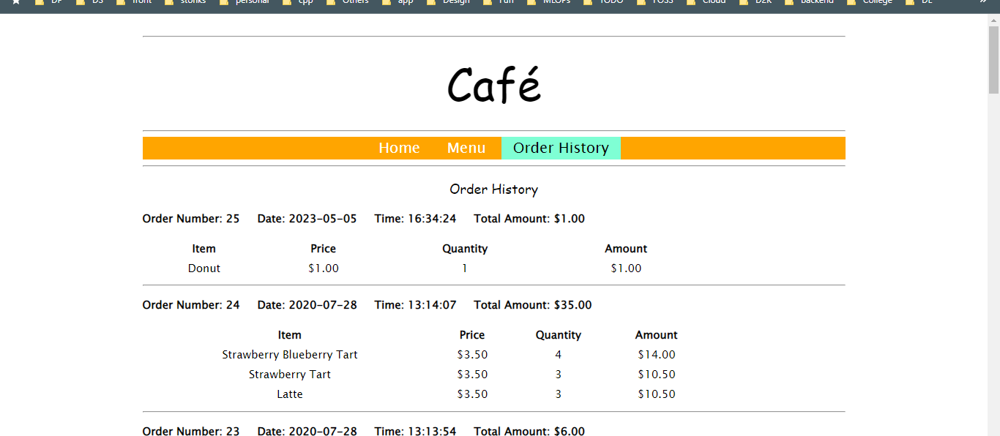 DP DS front stonks personal cpp Others app Design Fun MLOPs TODO FOSS Cloud D2K Backend College DL »
Café
Home Menu Order History
Order History
Order Number: 25 Date: 2023-05-05 Time: 16:34:24 Total Amount: $1.00
Item Price Quantity Amount
Donut $1.00 1 $1.00
Order Number: 24 Date: 2020-07-28 Time: 13:14:07 Total Amount: $35.00
Item Price Quantity Amount
Strawberry Blueberry Tart $3.50 4 $14.00
Strawberry Tart $3.50 3 $10.50
Latte $3.50 3 $10.50
Order Number: 23 Date: 2020-07-28 Time: 13:13:54 Total Amount: $6.00